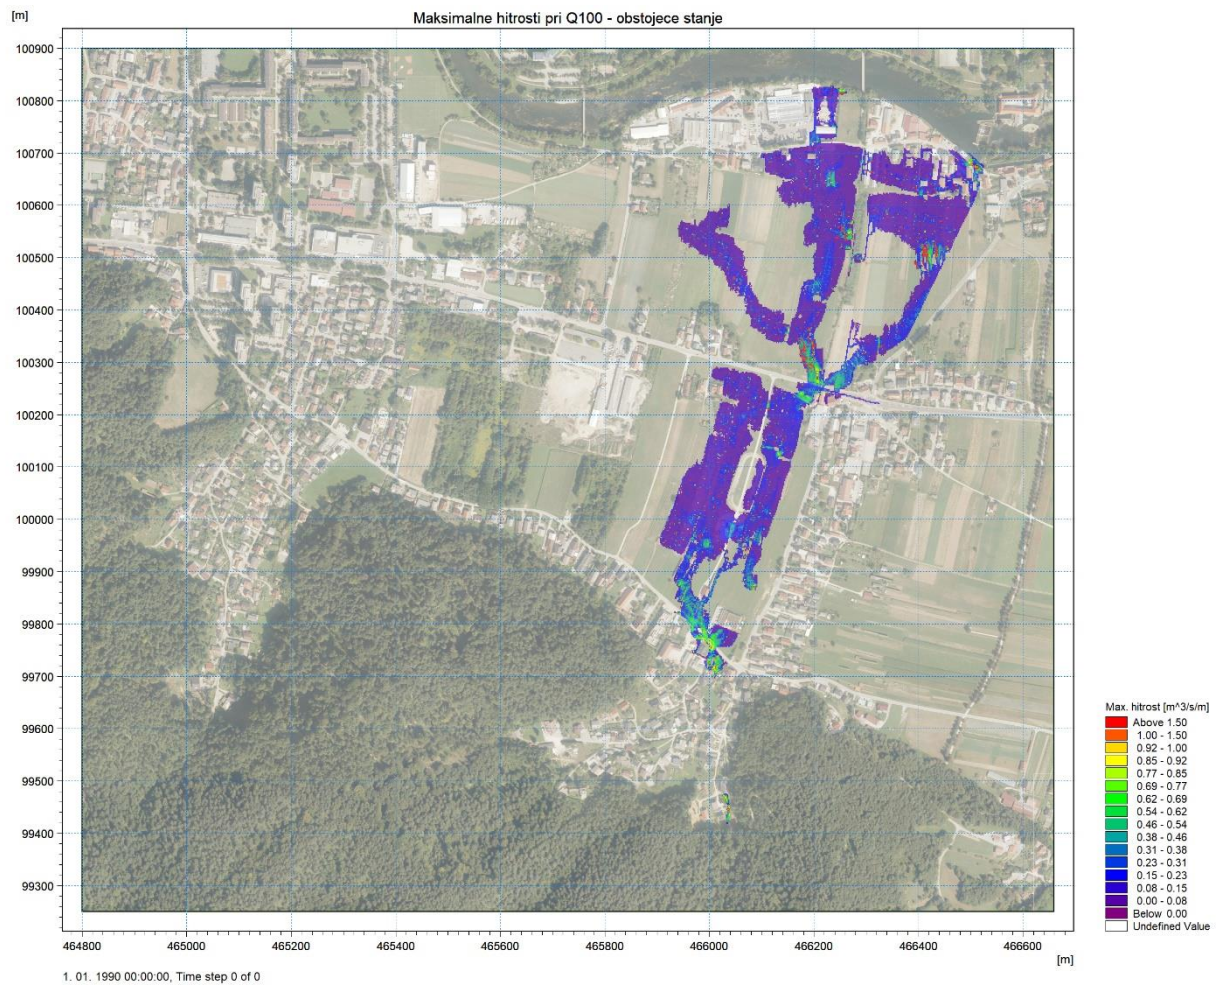 [m]
Maksimalne hitrosti pri Q100 - obstojece stanje
100900
100800
100700
100600
100500
100400
100300
100200
100100
100000
99900
99800
99700
99600
99500
99400
99300
464800 465000 465200 465400 465600 465800 466000 466200 466400 466600
[m]
Max. hitrost [m^3/s/m]
Above 1.50
1.00 - 1.50
0.92 - 1.00
0.85 - 0.92
0.77 - 0.85
0.69 - 0.77
0.62 - 0.69
0.54 - 0.62
0.46 - 0.54
0.38 - 0.46
0.31 - 0.38
0.23 - 0.31
0.15 - 0.23
0.08 - 0.15
0.00 - 0.08
Below 0.00
Undefined Value
1. 01. 1990 00:00:00, Time step 0 of 0